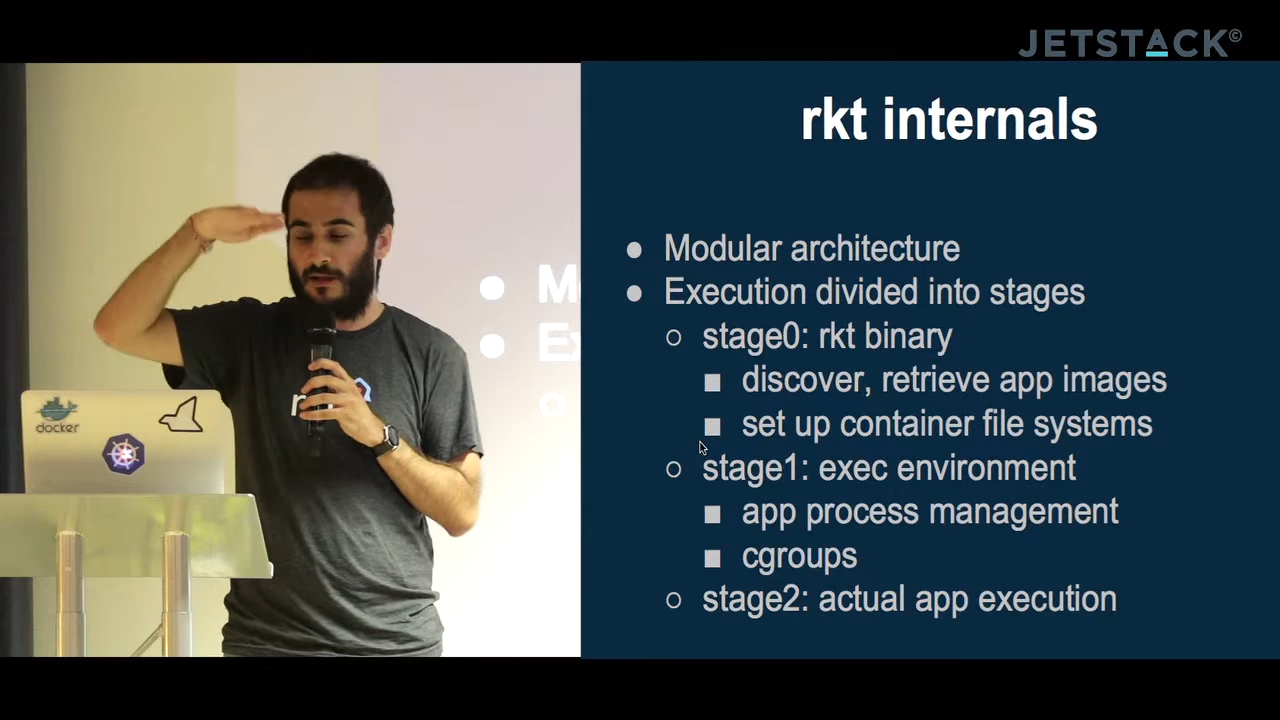 JETSTACK©
rkt internals
● Modular architecture
● Execution divided into stages
○ stage0: rkt binary
■ discover, retrieve app images
■ set up container file systems
○ stage1: exec environment
■ app process management
■ cgroups
○ stage2: actual app execution
docker